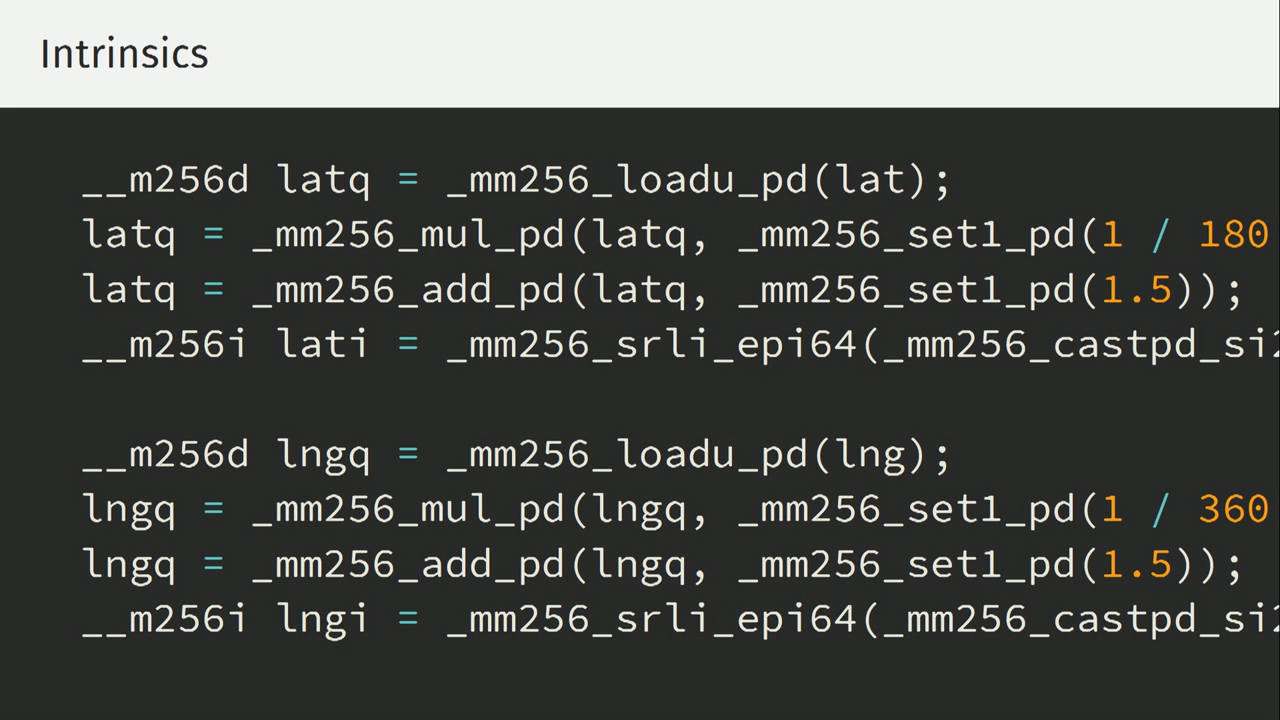 Intrinsics
__m256d latq = _mm256_loadu_pd(lat);
latq = _mm256_mul_pd(latq, _mm256_set1_pd(1 / 180
latq = _mm256_add_pd(latq, _mm256_set1_pd(1.5));
__m256i lati = _mm256_srli_epi64(_mm256_castpd_si2
__m256d lngq = _mm256_loadu_pd(lng);
lngq = _mm256_mul_pd(lngq, _mm256_set1_pd(1 / 360
lngq = _mm256_add_pd(lngq, _mm256_set1_pd(1.5));
__m256i lngi = _mm256_srli_epi64(_mm256_castpd_si2